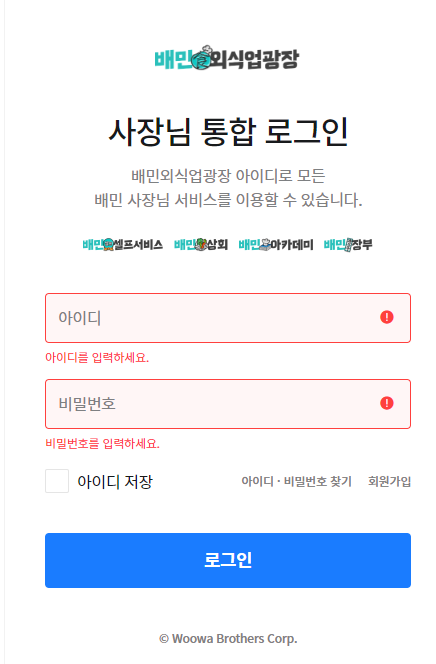 배민외식업광장
사장님 통합 로그인
배민외식업광장 아이디로 모든
배민 사장님 서비스를 이용할 수 있습니다.
배민셀프서비스 배민상회 배민아카데미 배민장부
아이디
아이디를 입력하세요.
비밀번호
비밀번호를 입력하세요.
아이디 저장 아이디 · 비밀번호 찾기 회원가입
로그인
© Woowa Brothers Corp.